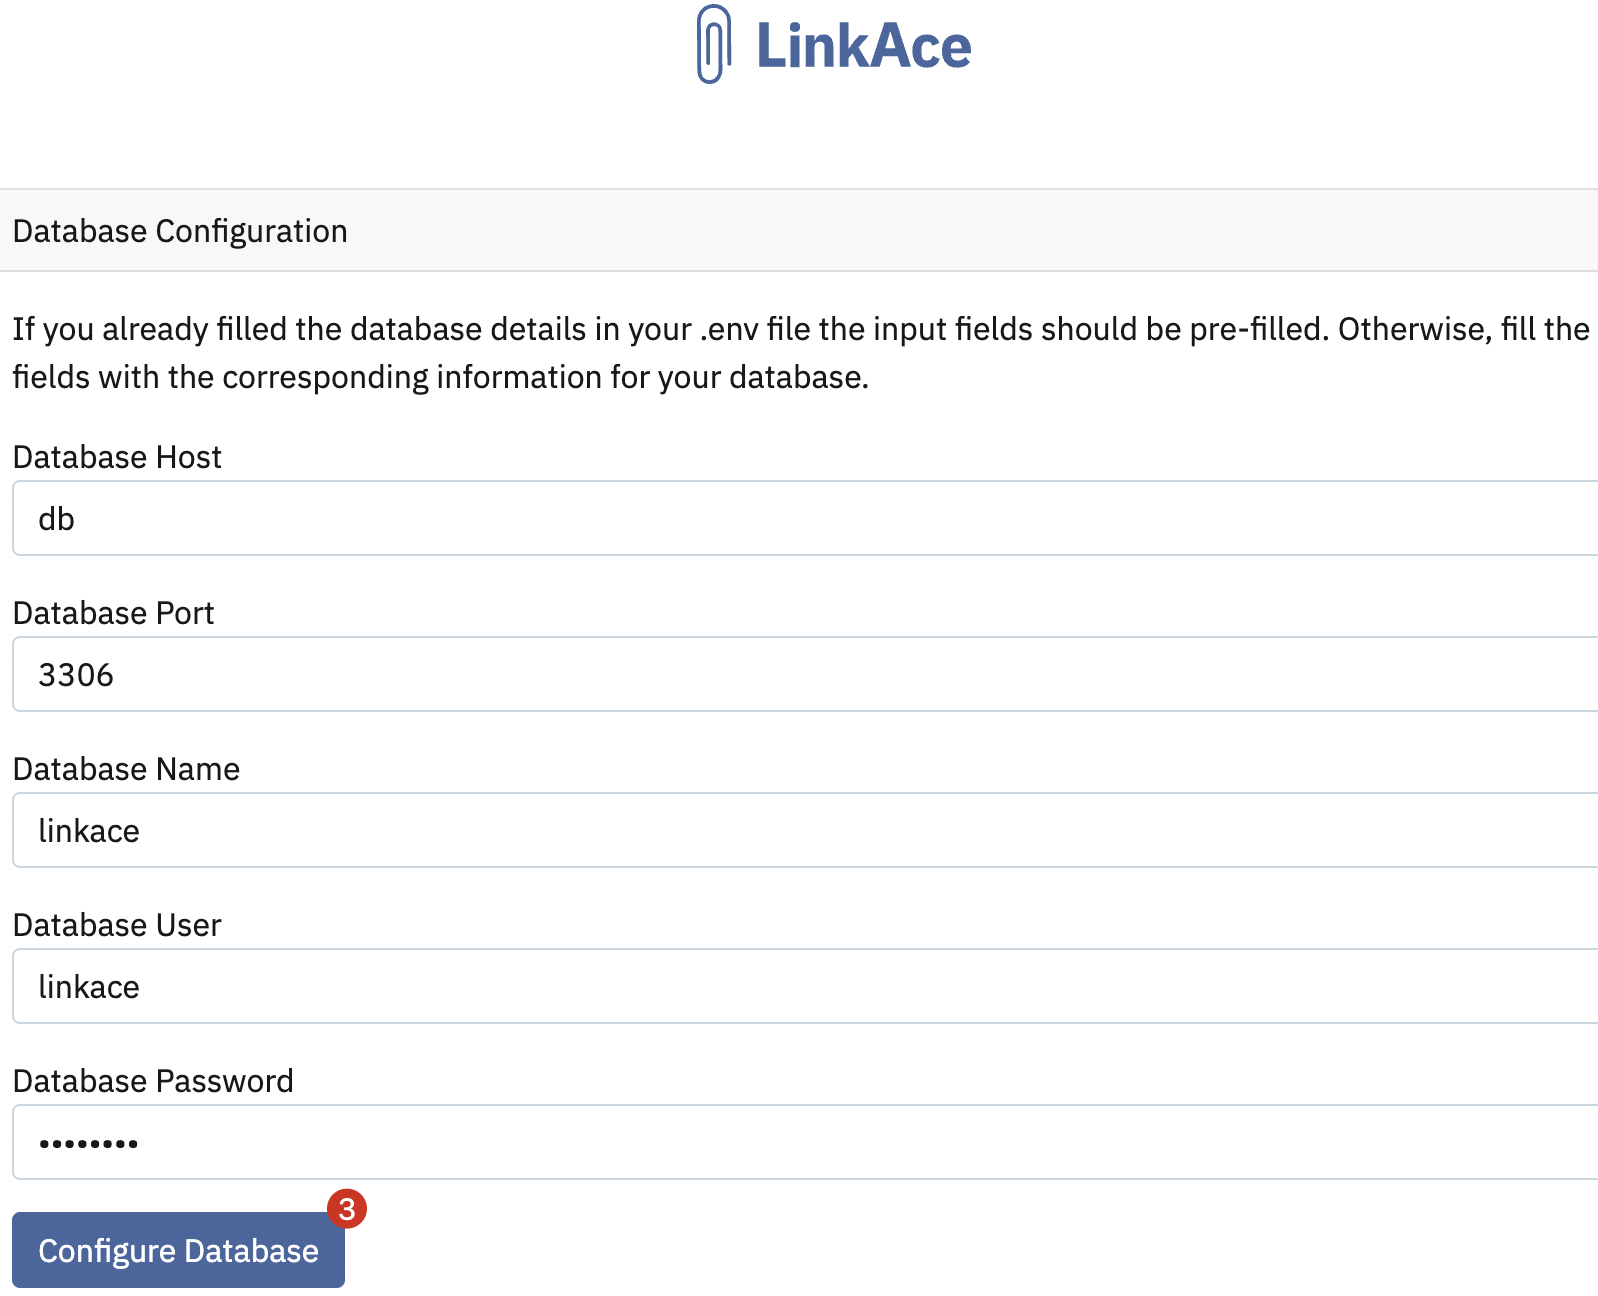 LinkAce
Database Configuration
If you already filled the database details in your .env file the input fields should be pre-filled. Otherwise, fill the
fields with the corresponding information for your database.
Database Host
db
Database Port
3306
Database Name
linkace
Database User
linkace
Database Password
••••••••
3
Configure Database